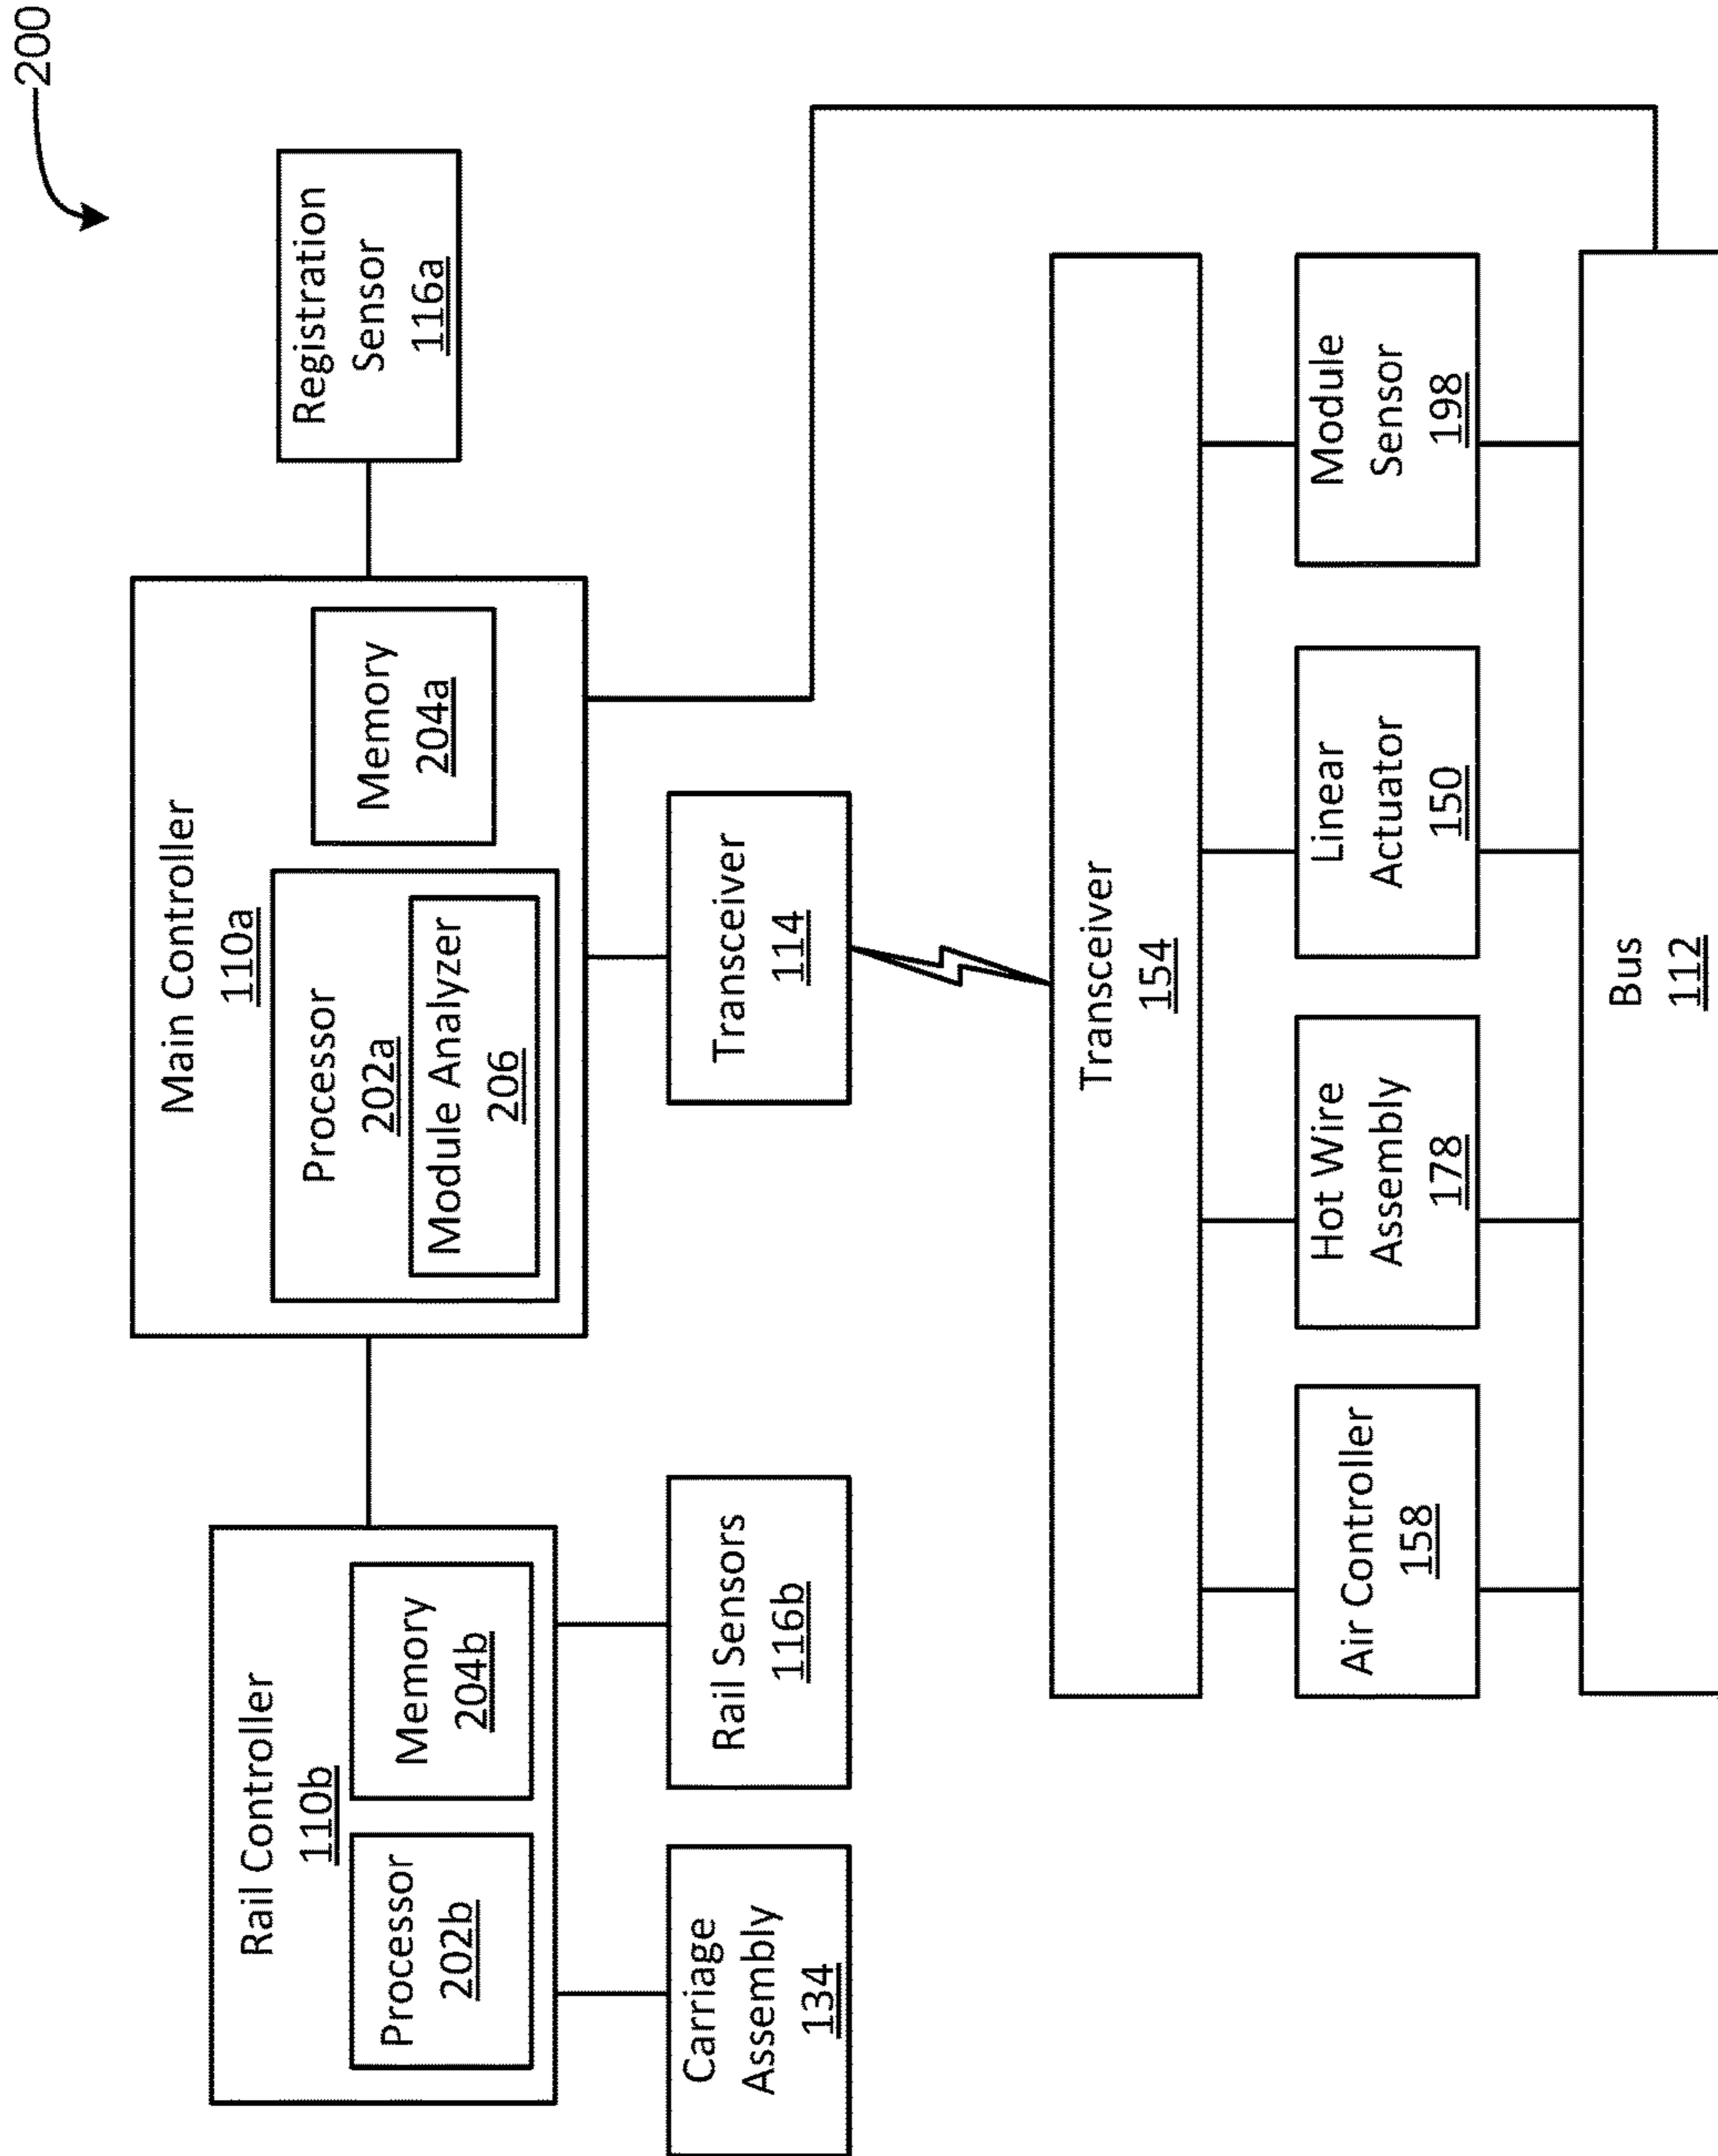 200
Main Controller
110a
Processor
202a
Module Analyzer
206
Memory
204a
Registration
Sensor
116a
Rail Controller
110b
Processor
202b
Memory
204b
Carriage
Assembly
134
Rail Sensors
116b
Transceiver
114
Transceiver
154
Air Controller
158
Hot Wire
Assembly
178
Linear
Actuator
150
Module
Sensor
198
Bus
112